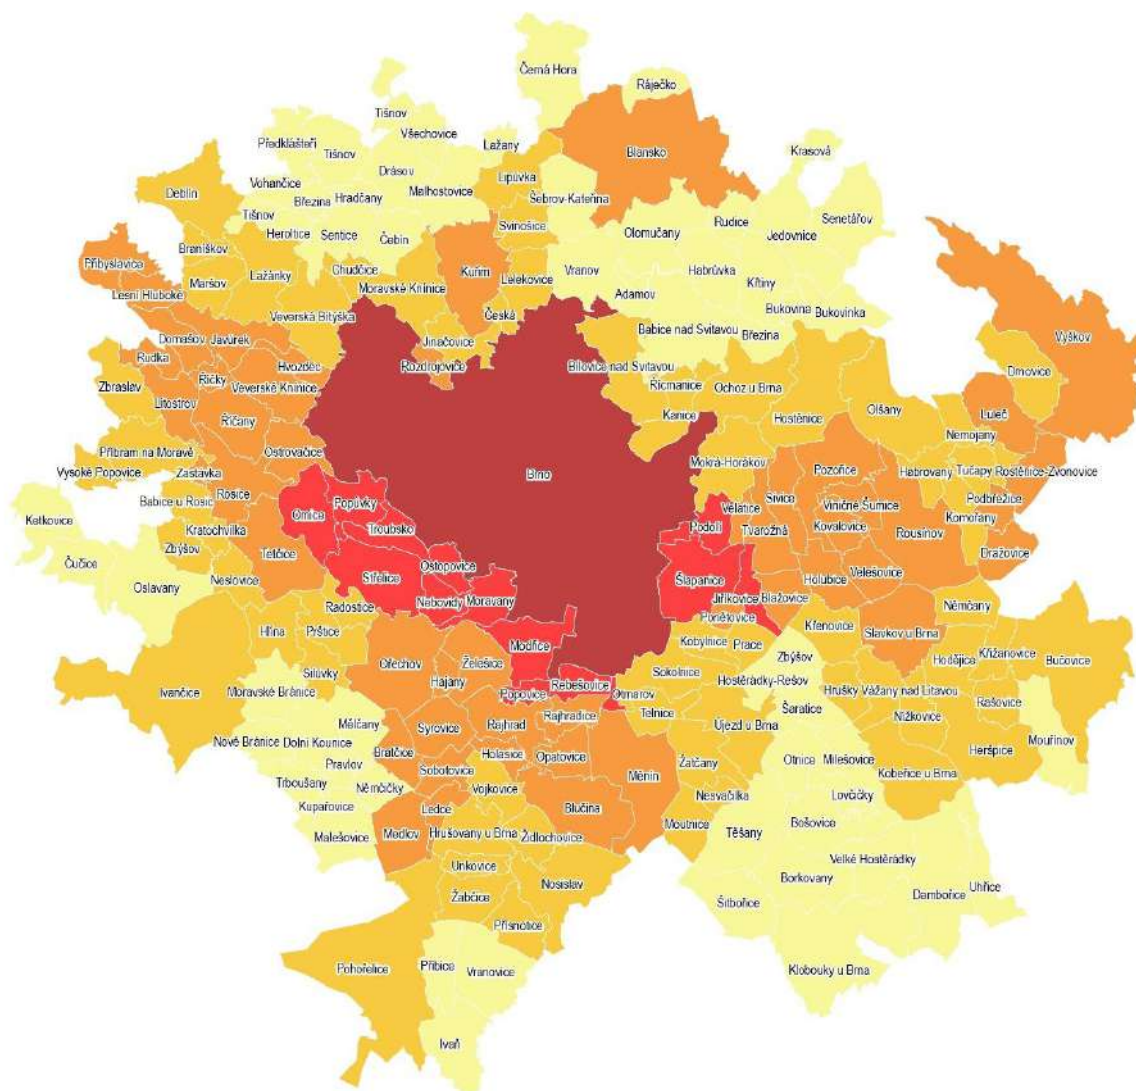 Černá Hora
Ráječko
Tišnov
Všechovice
Lažany
Blansko
Krasová
Předklášteří
Tišnov
Drásov
Lipůvka
Deblín
Vohančice
Hradčany
Malhostovice
Šebrov-Kateřina
Březina
Tišnov
Heroltice
Sentice
Čebín
Svinošice
Olomučany
Rudice
Senetářov
Jedovnice
Braníškov
Přibyslavice
Maršov
Lažánky
Chudčice
Kuřim
Lelekovice
Vranov
Habrůvka
Křtiny
Lesní Hluboké
Moravské Knínice
Adamov
Bukovina
Bukovinka
Veverská Bítýška
Česká
Babice nad Svitavou
Březina
Vyškov
Domašov
Javůrek
Jinačovice
Rudka
Hvozdec
Rozdrojovice
Bílovice nad Svitavou
Drnovice
Zbraslav
Říčky
Veverské Knínice
Řícmanice
Ochoz u Brna
Litostrov
Říčany
Kanice
Hostěnice
Olšany
Luleč
Nemojany
Příbram na Moravě
Ostrovačice
Mokrá-Horákov
Pozořice
Habrovany
Tučapy
Rostěnice-Zvonovice
Vysoké Popovice
Zastávka
Brno
Babice u Rosic
Rosice
Popůvky
Omice
Sivice
Viničné Šumice
Podbřežice
Ketkovice
Kratochvilka
Troubsko
Podolí
Velatice
Tvarožná
Kovalovice
Rousínov
Komořany
Čučice
Zbýšov
Tetčice
Ostopovice
Dražovice
Oslavany
Neslovice
Střelice
Nebovidy
Moravany
Šlapanice
Holubice
Velešovice
Jiříkovice
Blažovice
Radostice
Ponětovice
Němčany
Hlína
Prštice
Modřice
Kobylnice
Prace
Křenovice
Slavkov u Brna
Ořechov
Želešice
Zbýšov
Hodějice
Křižanovice
Bučovice
Silůvky
Hajany
Sokolnice
Ivančice
Moravské Bránice
Popovice
Rebešovice
Otmarov
Hostěrádky-Rešov
Hrušky
Vážany nad Litavou
Rašovice
Mělčany
Syrovice
Rajhrad
Rajhradice
Telnice
Šaratice
Nížkovice
Újezd u Brna
Nové Bránice
Dolní Kounice
Bratčice
Holasice
Opatovice
Mouřínov
Heršpice
Pravlov
Sobotovice
Měnín
Žatčany
Otnice
Milešovice
Kobeřice u Brna
Trboušany
Němčičky
Vojkovice
Nesvačilka
Lovčičky
Kupařovice
Ledce
Blučina
Moutnice
Bošovice
Malešovice
Medlov
Hrušovany u Brna
Židlochovice
Těšany
Unkovice
Velké Hostěrádky
Žabčice
Nosislav
Borkovany
Uhřice
Šitbořice
Dambořice
Přísnotice
Pohořelice
Přibice
Vranovice
Klobouky u Brna
Ivaň